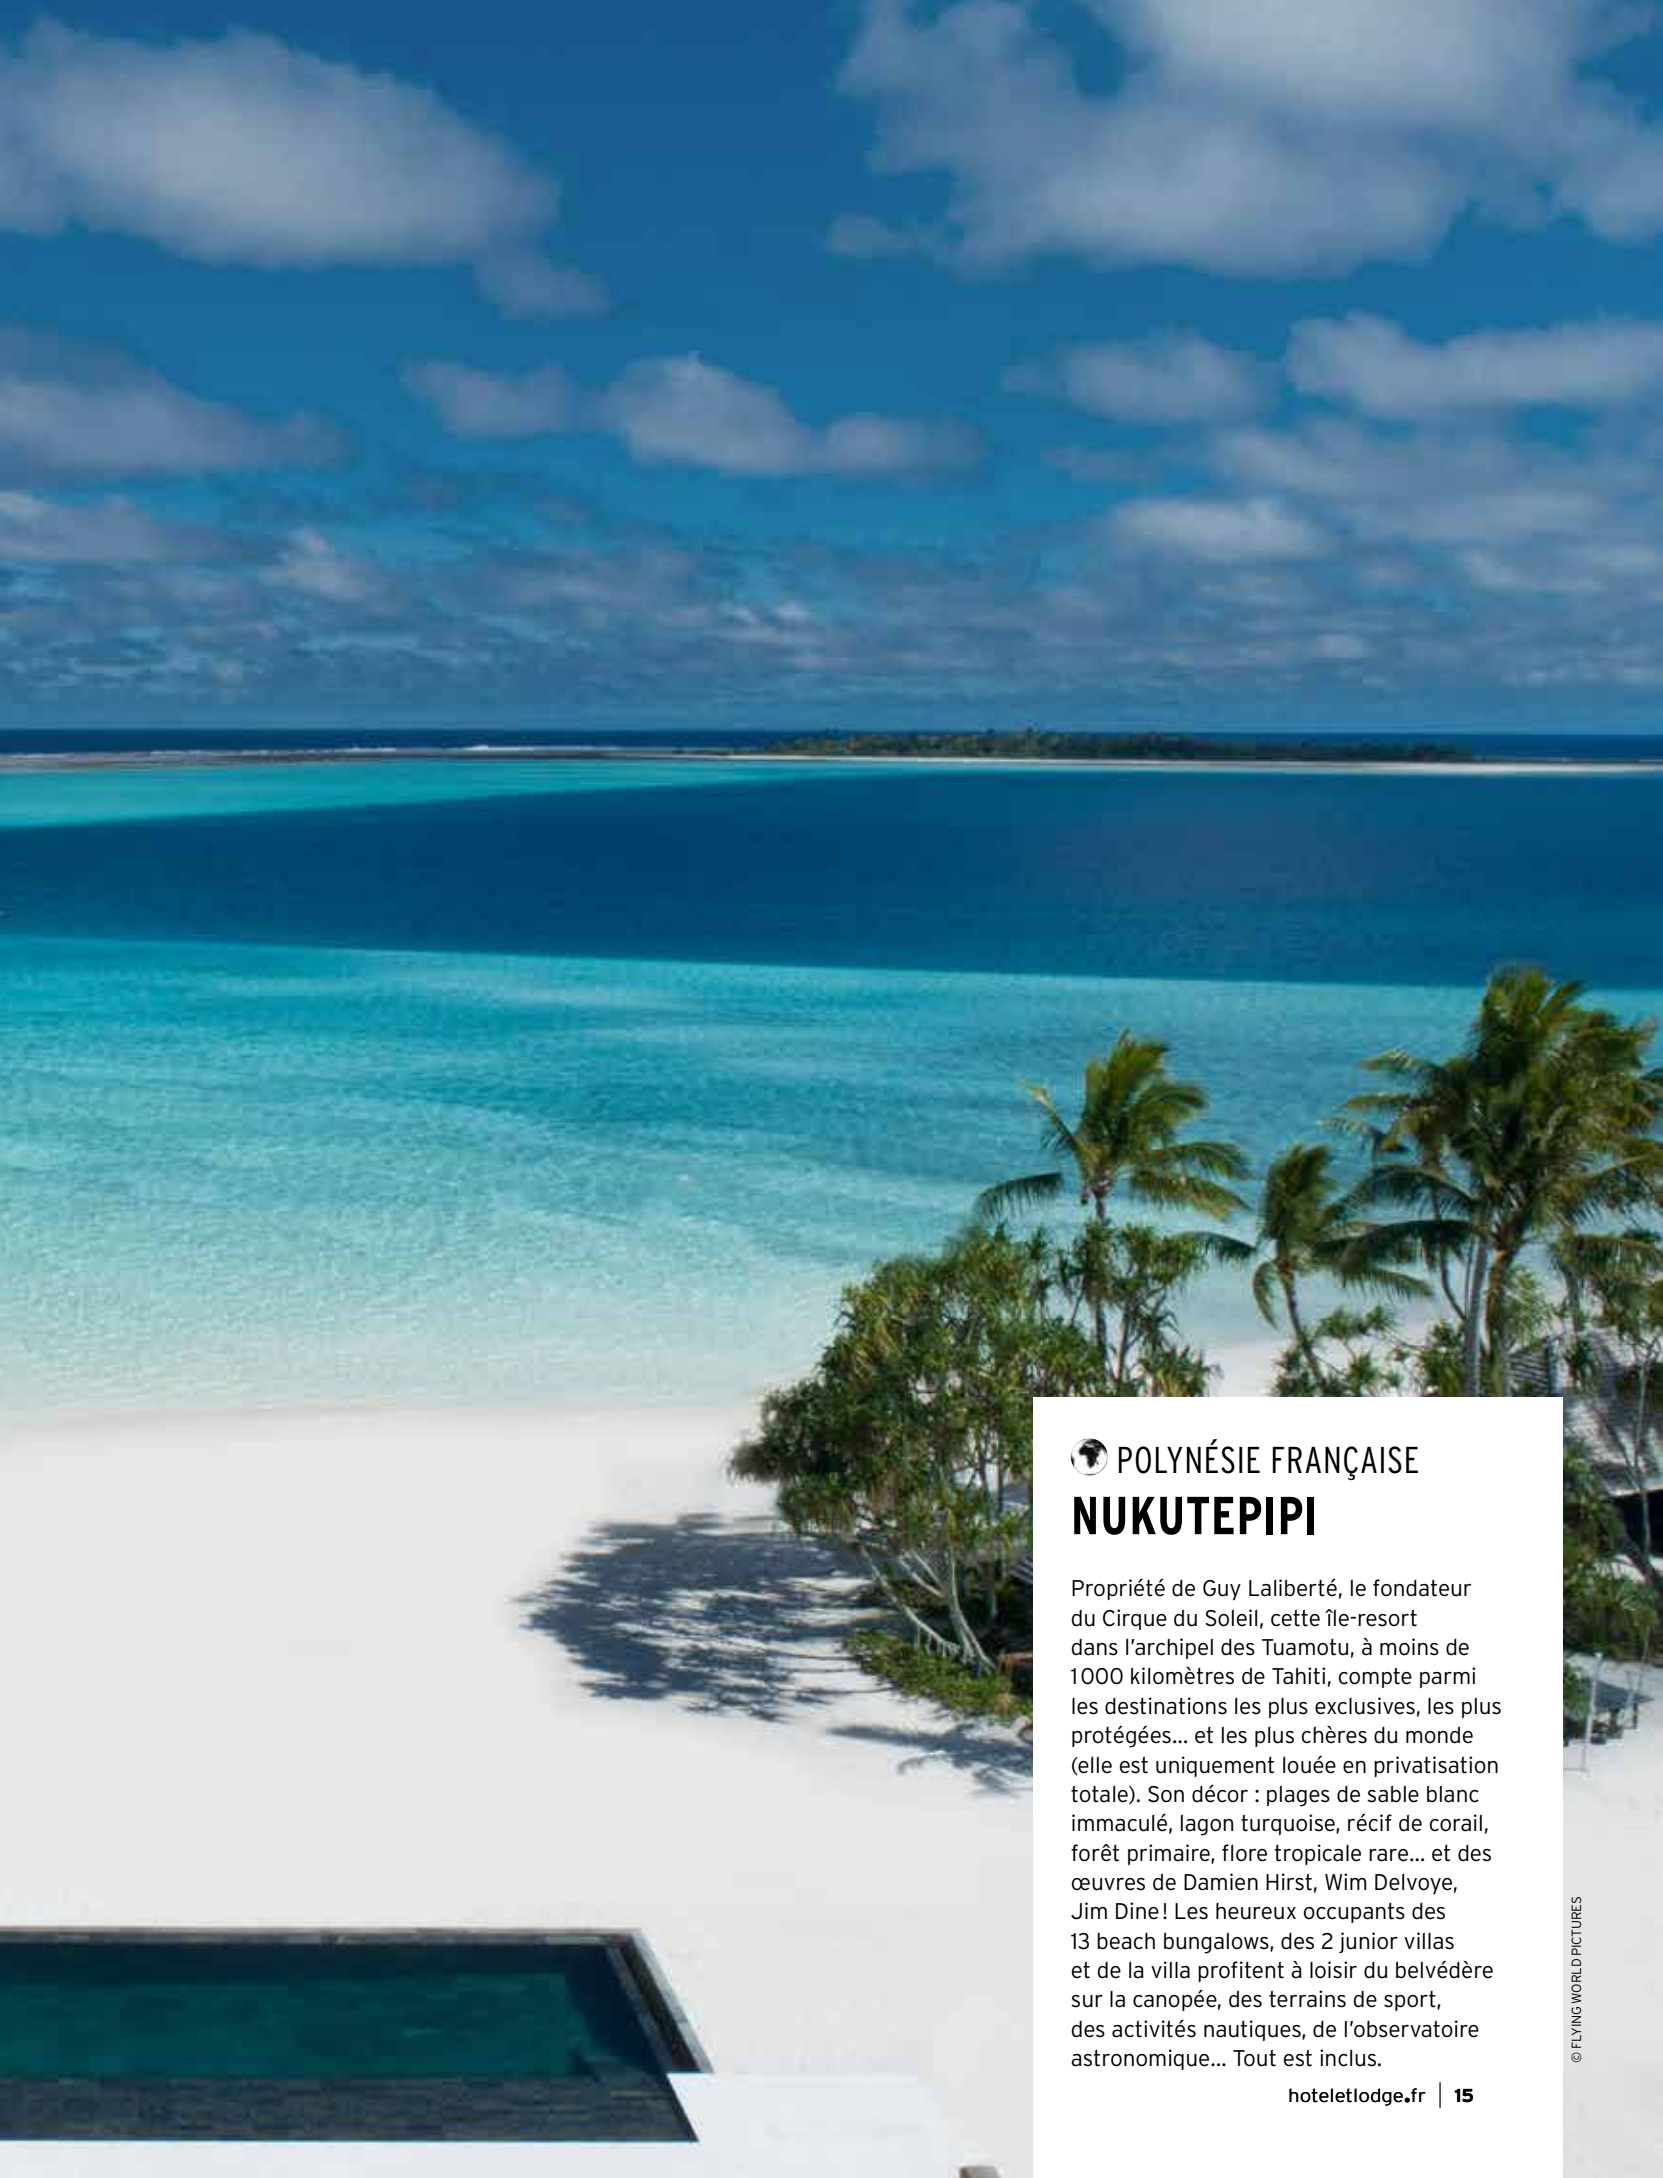 POLYNÉSIE FRANÇAISE
NUKUTEPIPI
Propriété de Guy Laliberté, le fondateur
du Cirque du Soleil, cette île-resort
dans l'archipel des Tuamotu, à moins de
1000 kilomètres de Tahiti, compte parmi
les destinations les plus exclusives, les plus
protégées... et les plus chères du monde
(elle est uniquement louée en privatisation
totale). Son décor : plages de sable blanc
immaculé, lagon turquoise, récif de corail,
forêt primaire, flore tropicale rare... et des
œuvres de Damien Hirst, Wim Delvoye,
Jim Dine! Les heureux occupants des
13 beach bungalows, des 2 junior villas
et de la villa profitent à loisir du belvédère
sur la canopée, des terrains de sport,
des activités nautiques, de l'observatoire
astronomique... Tout est inclus.
hoteletlodge.fr | 15
© FLYING WORLD PICTURES